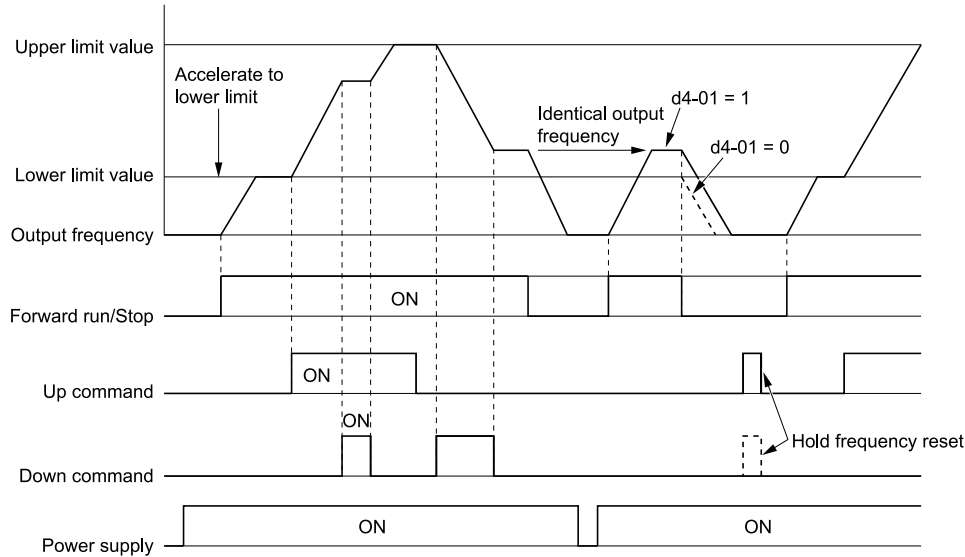 Upper limit value
Accelerate to
lower limit
d4-01 = 1
Identical output
frequency
d4-01 = 0
Lower limit value
Output frequency
ON
Forward run/Stop
ON
Up command
ON
Hold frequency reset
Down command
ON
ON
Power supply